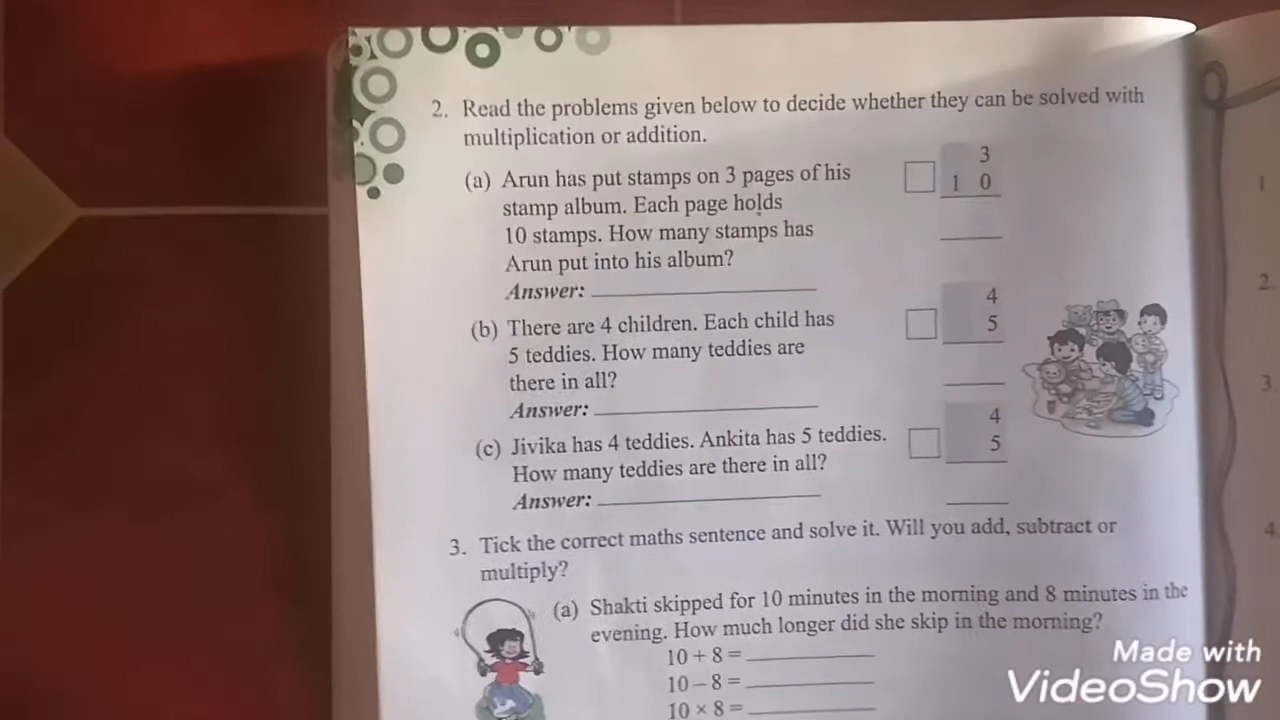 2. Read the problems given below to decide whether they can be solved with
multiplication or addition.
(a) Arun has put stamps on 3 pages of his
stamp album. Each page holds
10 stamps. How many stamps has
Arun put into his album?
Answer:
3
1 0
(b) There are 4 children. Each child has
5 teddies. How many teddies are
there in all?
Answer:
4
5
(c) Jivika has 4 teddies. Ankita has 5 teddies.
How many teddies are there in all?
Answer:
4
5
3. Tick the correct maths sentence and solve it. Will you add, subtract or
multiply?
(a) Shakti skipped for 10 minutes in the morning and 8 minutes in the
evening. How much longer did she skip in the morning?
10 + 8 =
10 – 8 =
10 × 8 =
1
2.
3
4.
Made with
VideoShow